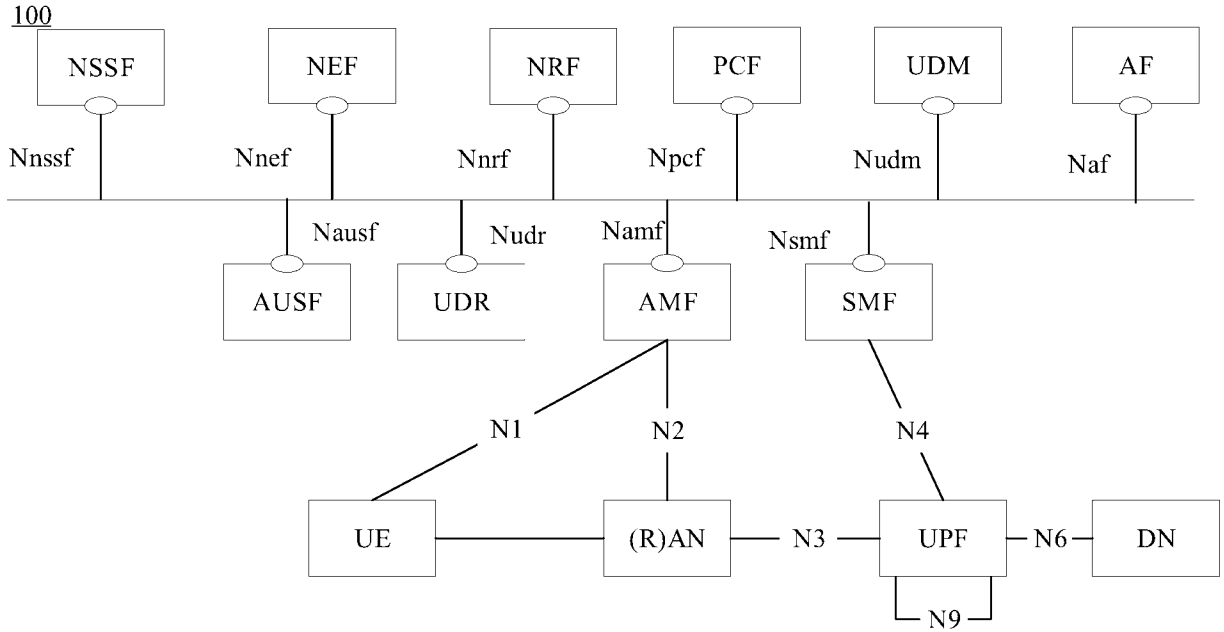 100
NSSF NEF NRF PCF UDM AF
Nnssf Nnef Nnrf Npcf Nudm Naf
Nausf Nudr Namf Nsmf
AUSF UDR AMF SMF
N1 N2 N4
UE (R)AN N3 UPF N6 DN
N9